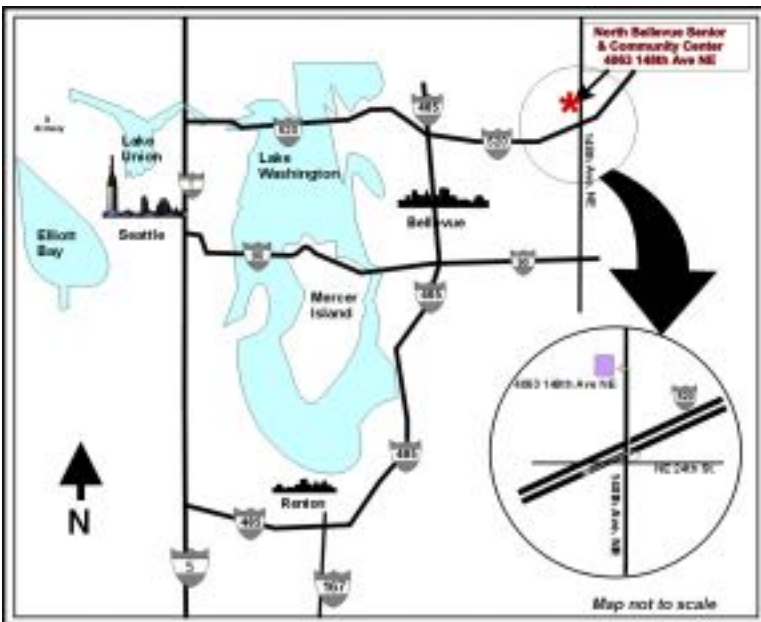 North Bellevue Senior
& Community Center
4063 148th Ave NE
405
Lake
Union
520
520
Lake
Washington
148th Ave, NE
Elliott
Bay
Seattle
Bellevue
90
90
Mercer
Island
405
4063 148th Ave NE
520
405
NE 24th St.
Renton
N
405
148th Ave, NE
5
167
Map not to scale